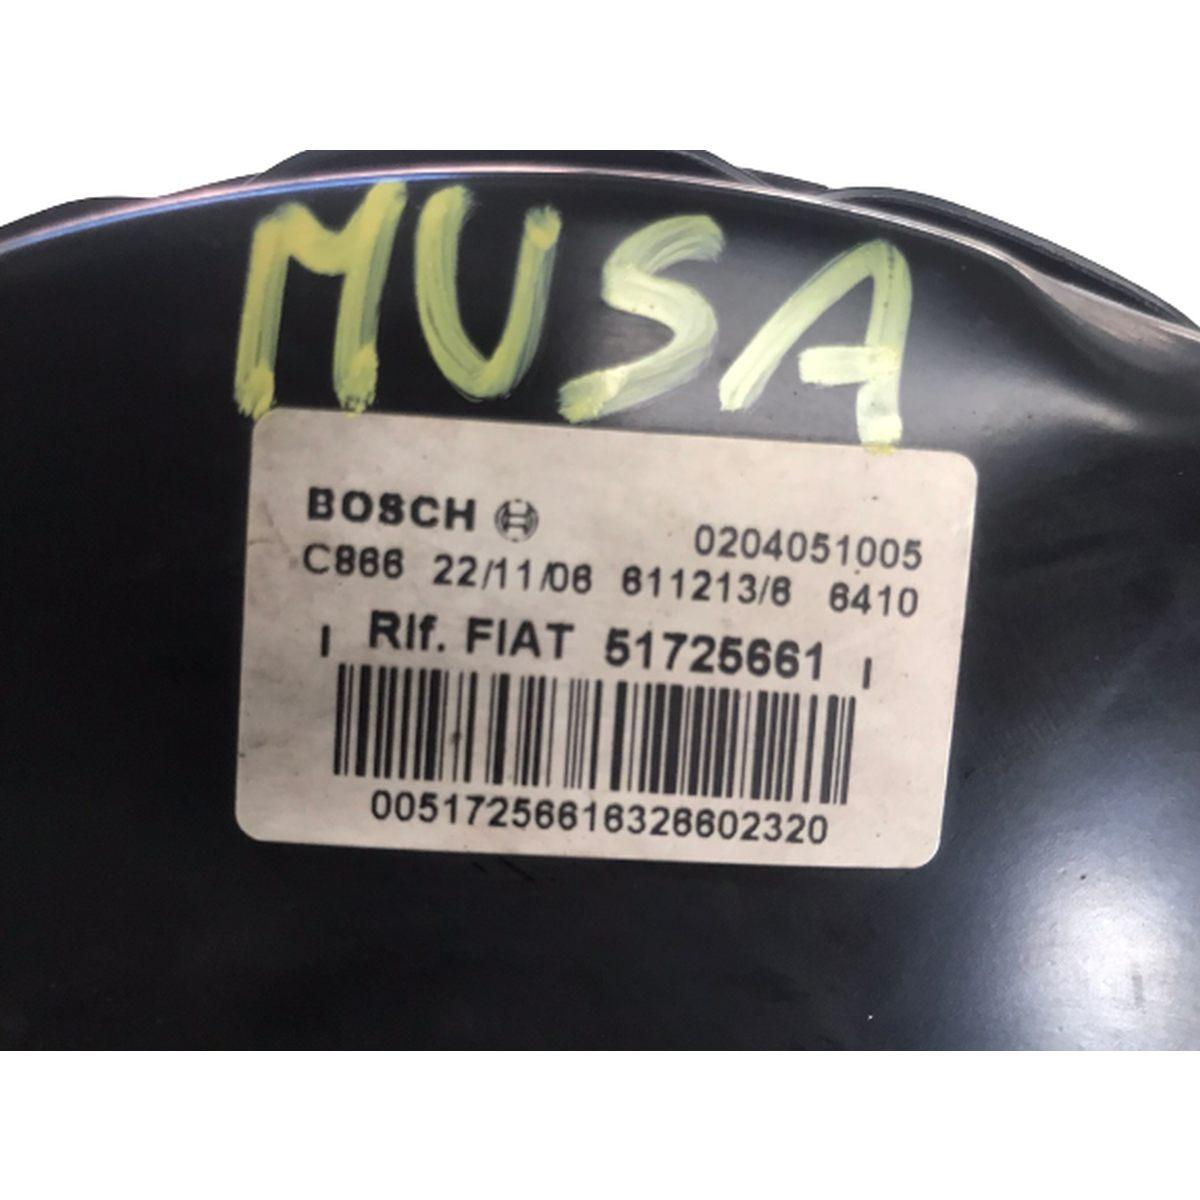 MUSA
BOSCH
0204051005
C866 22/11/06 611213/6 6410
I Rif. FIAT 51725661 I
00517256616326602320